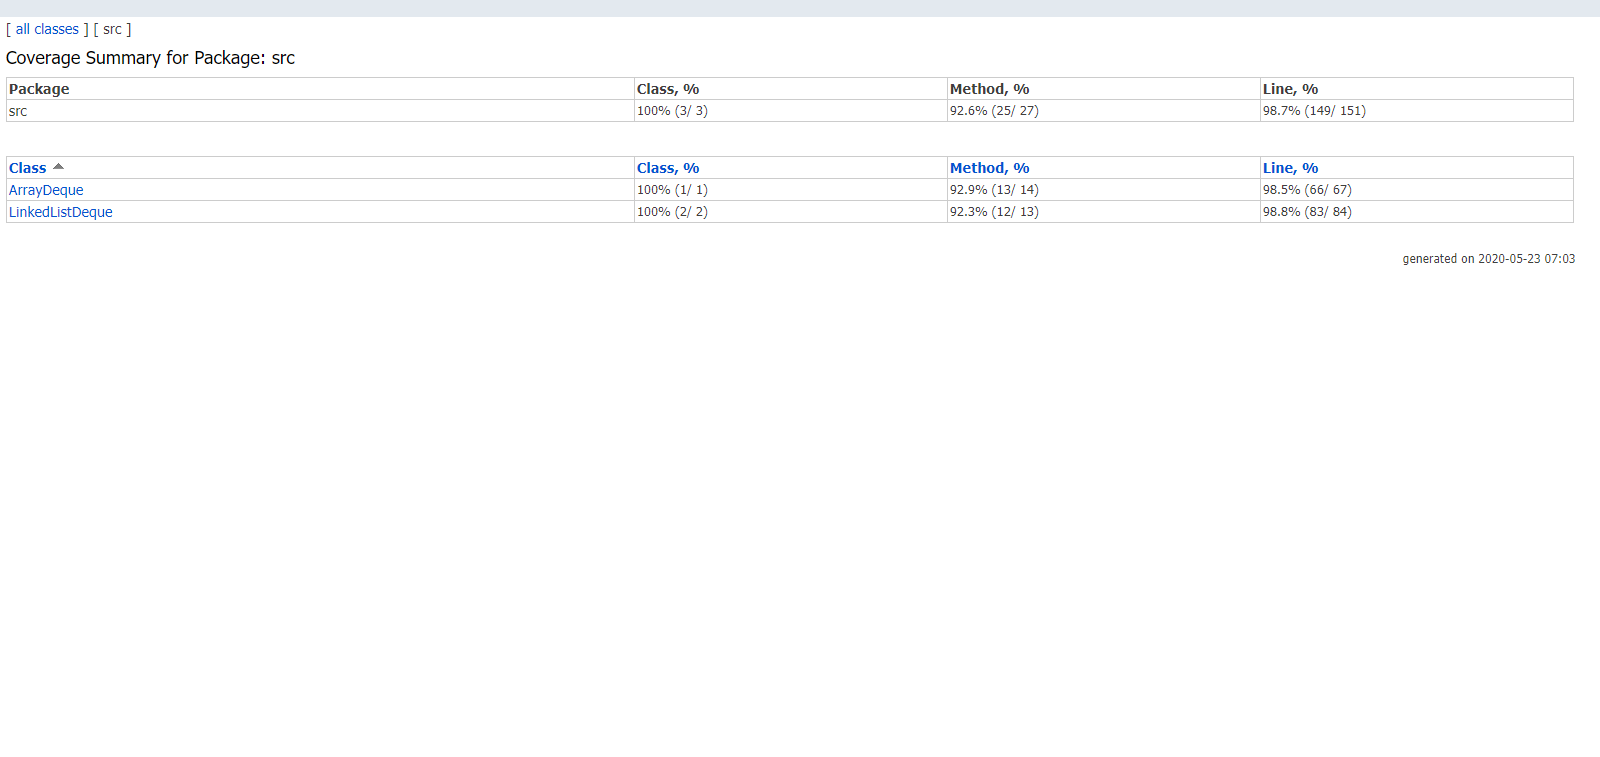 [ all classes ] [ src ]
Coverage Summary for Package: src
Package Class, % Method, % Line, %
src 100% (3/ 3) 92.6% (25/ 27) 98.7% (149/ 151)
Class Class, % Method, % Line, %
ArrayDeque 100% (1/ 1) 92.9% (13/ 14) 98.5% (66/ 67)
LinkedListDeque 100% (2/ 2) 92.3% (12/ 13) 98.8% (83/ 84)
generated on 2020-05-23 07:03